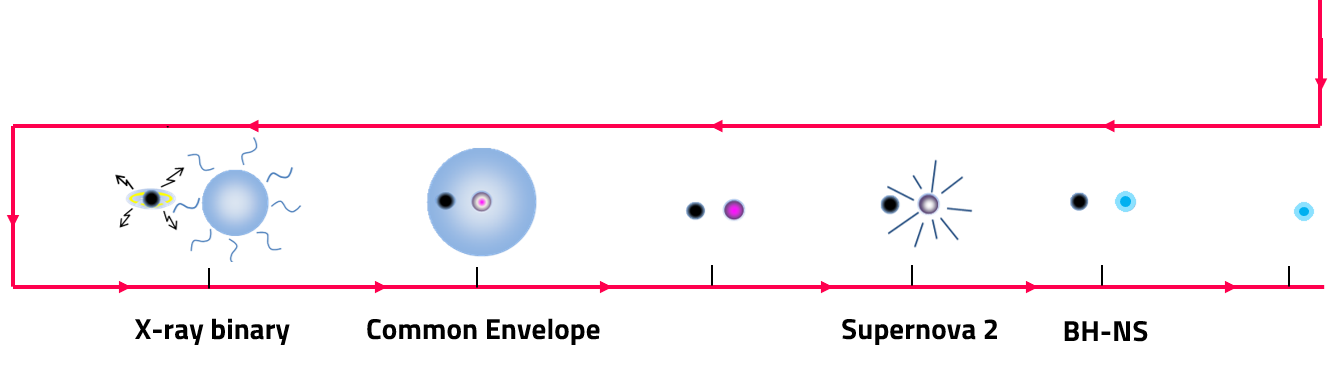 X-ray binary
Common Envelope
Supernova 2
BH-NS